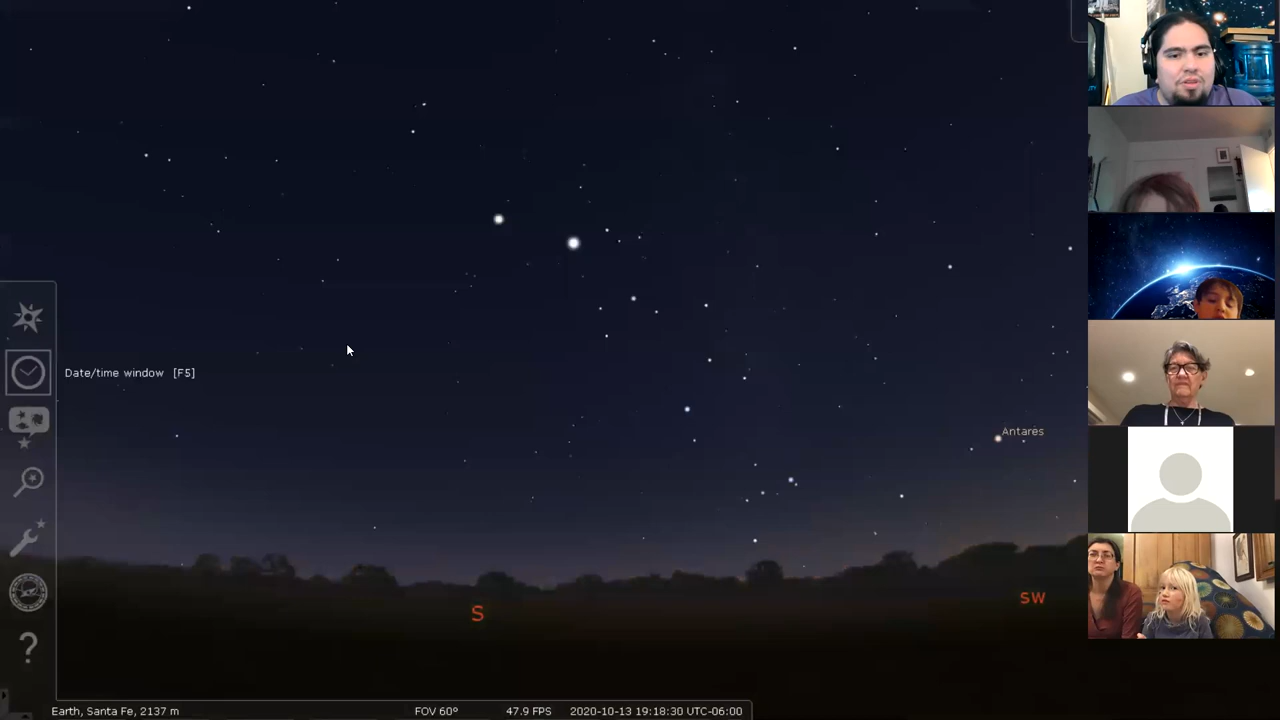 Date/time window [F5]
Antares
S
SW
Earth, Santa Fe, 2137 m
FOV 60°
47.9 FPS
2020-10-13 19:18:30 UTC-06:00